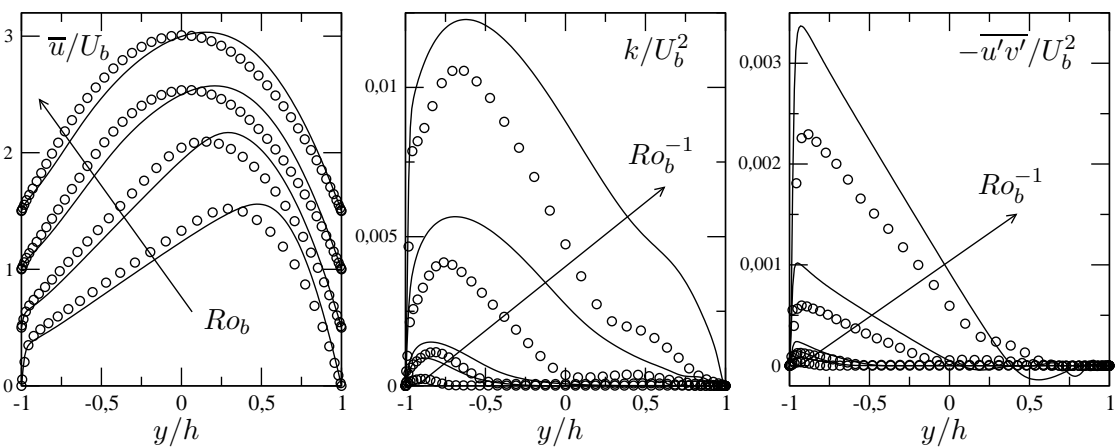 3
2
1
0
u̅/U_b
Ro_b
-1 -0,5 0 0,5 1
y/h
0,01
0,005
0
k/U_b^2
Ro_b^{-1}
-1 -0,5 0 0,5 1
y/h
0,003
0,002
0,001
0
-\overline{u'v'}/U_b^2
Ro_b^{-1}
-1 -0,5 0 0,5 1
y/h